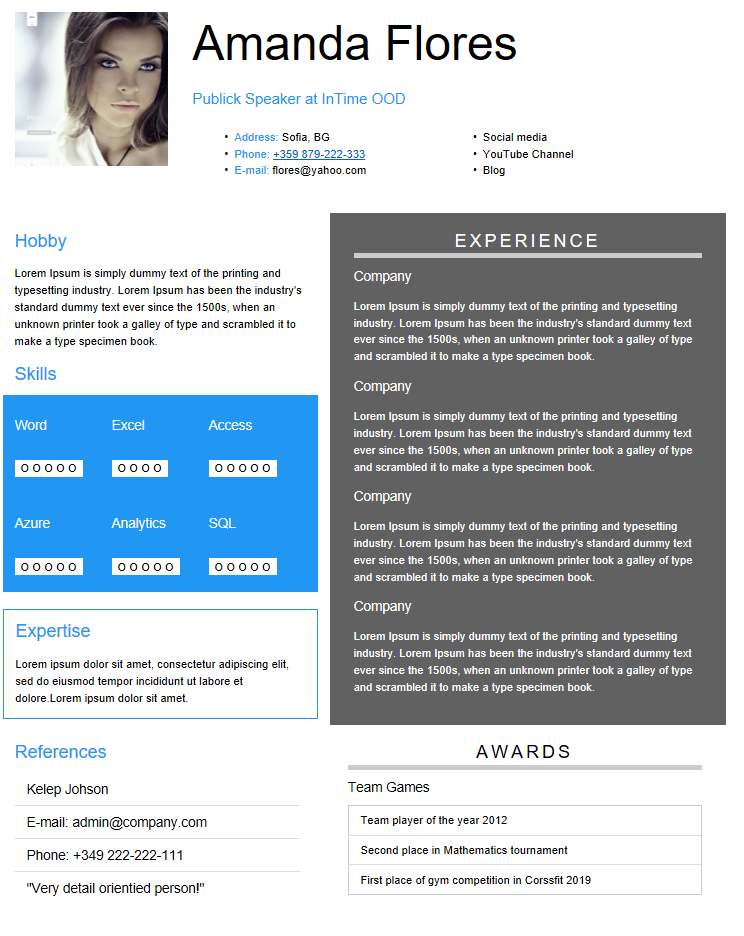 Amanda Flores
Publick Speaker at InTime OOD
• Address: Sofia, BG
• Phone: +359 879-222-333
• E-mail: flores@yahoo.com
• Social media
• YouTube Channel
• Blog
Hobby
Lorem Ipsum is simply dummy text of the printing and
typesetting industry. Lorem Ipsum has been the industry's
standard dummy text ever since the 1500s, when an
unknown printer took a galley of type and scrambled it to
make a type specimen book.
Skills
Word Excel Access
O O O O O O O O O O O O O O
Azure Analytics SQL
O O O O O O O O O O O O O O O
Expertise
Lorem ipsum dolor sit amet, consectetur adipiscing elit,
sed do eiusmod tempor incididunt ut labore et
dolore.Lorem ipsum dolor sit amet.
References
Kelep Johson
E-mail: admin@company.com
Phone: +349 222-222-111
"Very detail orientied person!"
EXPERIENCE
Company
Lorem Ipsum is simply dummy text of the printing and typesetting
industry. Lorem Ipsum has been the industry's standard dummy text
ever since the 1500s, when an unknown printer took a galley of type
and scrambled it to make a type specimen book.
Company
Lorem Ipsum is simply dummy text of the printing and typesetting
industry. Lorem Ipsum has been the industry's standard dummy text
ever since the 1500s, when an unknown printer took a galley of type
and scrambled it to make a type specimen book.
Company
Lorem Ipsum is simply dummy text of the printing and typesetting
industry. Lorem Ipsum has been the industry's standard dummy text
ever since the 1500s, when an unknown printer took a galley of type
and scrambled it to make a type specimen book.
Company
Lorem Ipsum is simply dummy text of the printing and typesetting
industry. Lorem Ipsum has been the industry's standard dummy text
ever since the 1500s, when an unknown printer took a galley of type
and scrambled it to make a type specimen book.
AWARDS
Team Games
Team player of the year 2012
Second place in Mathematics tournament
First place of gym competition in Corssfit 2019